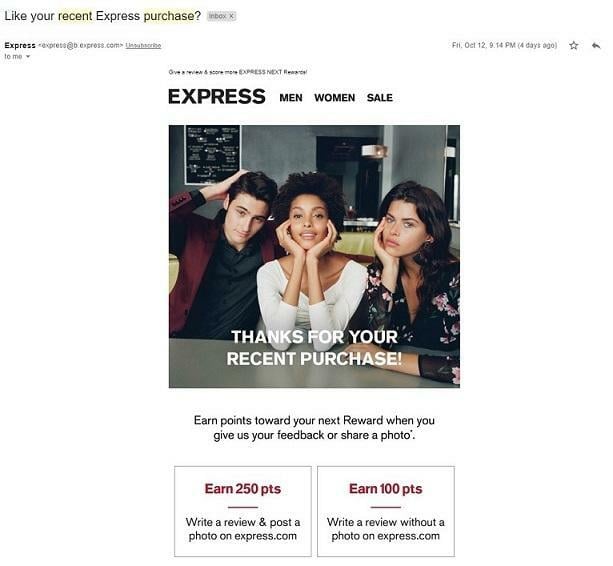 Like your recent Express purchase? Inbox x
Express <express@b.express.com> Unsubscribe
Fri, Oct 12, 9:14 PM (4 days ago)
to me
Give a review & score more EXPRESS NEXT Rewards!
EXPRESS MEN WOMEN SALE
THANKS FOR YOUR
RECENT PURCHASE!
Earn points toward your next Reward when you
give us your feedback or share a photo*.
Earn 250 pts
Write a review & post a
photo on express.com
Earn 100 pts
Write a review without a
photo on express.com